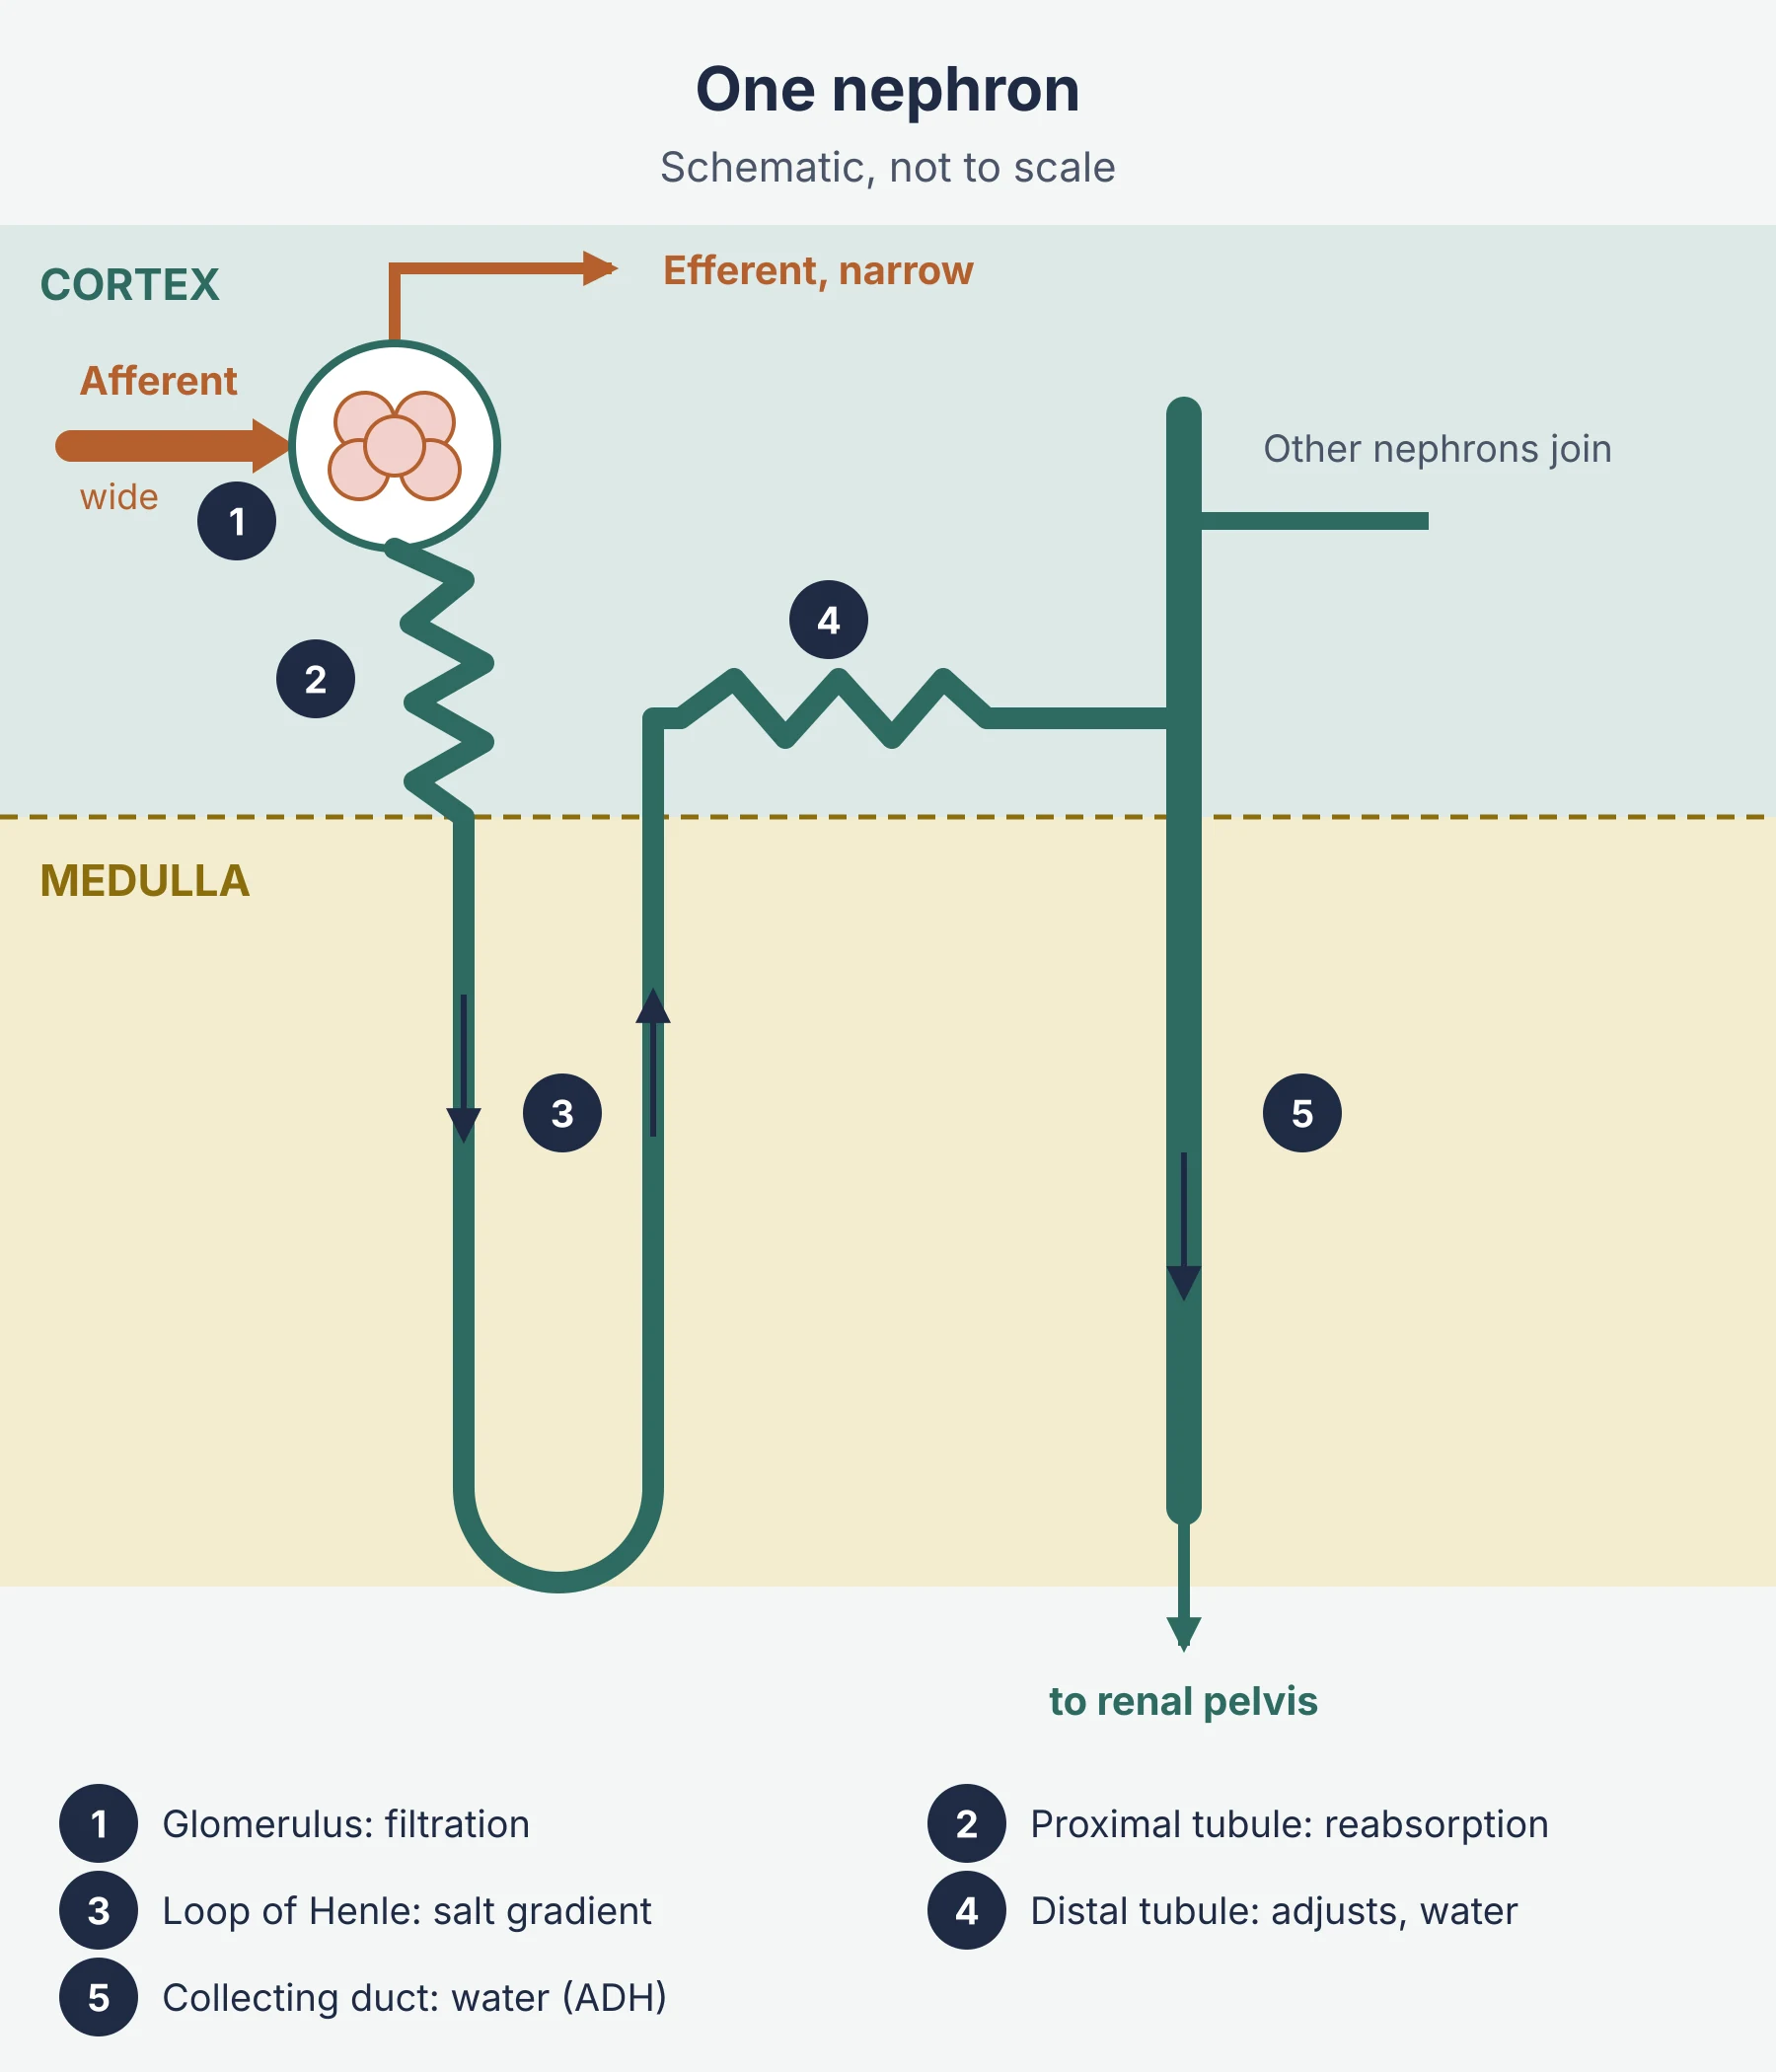 One nephron
Schematic, not to scale
CORTEX
Efferent, narrow
Afferent
wide
1
Other nephrons join
2
4
MEDULLA
3
5
to renal pelvis
1 Glomerulus: filtration
2 Proximal tubule: reabsorption
3 Loop of Henle: salt gradient
4 Distal tubule: adjusts, water
5 Collecting duct: water (ADH)